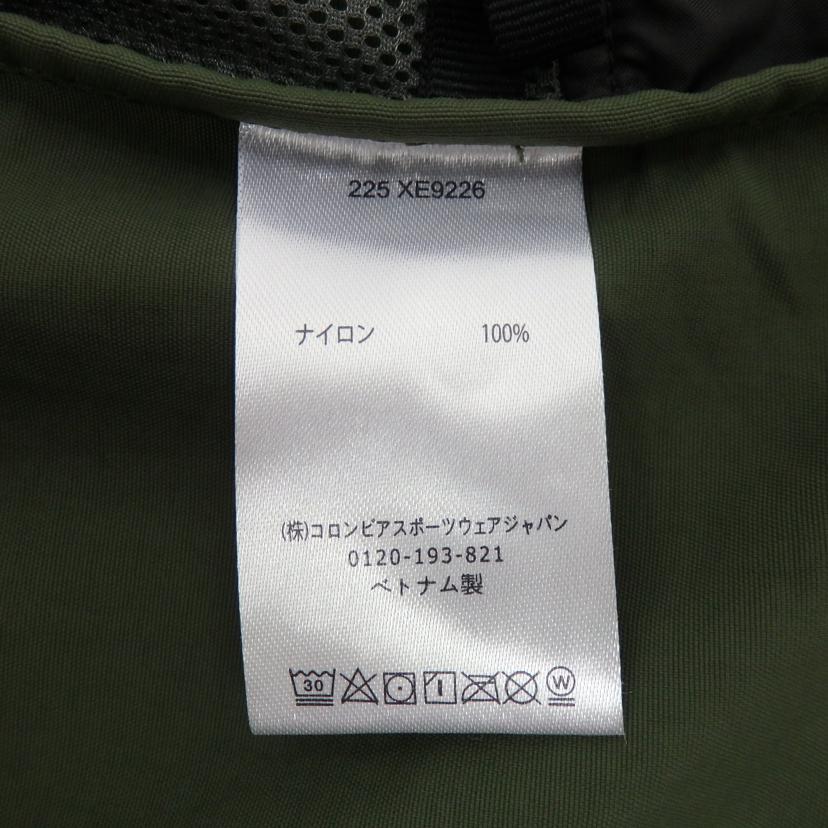 225 XE9226
ナイロン 100%
(株)コロンビアスポーツウェアジャパン
0120-193-821
ベトナム製
30 W